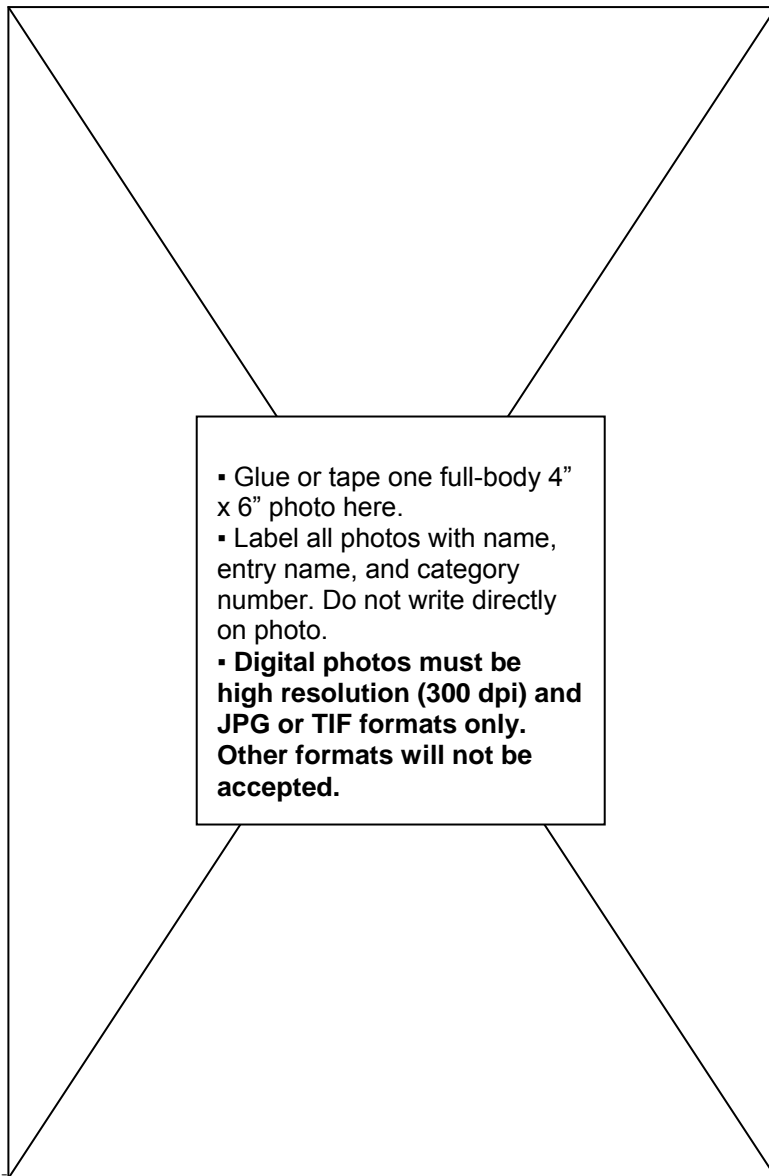 ▪ Glue or tape one full-body 4”
x 6” photo here.
▪ Label all photos with name,
entry name, and category
number. Do not write directly
on photo.
▪ Digital photos must be
high resolution (300 dpi) and
JPG or TIF formats only.
Other formats will not be
accepted.